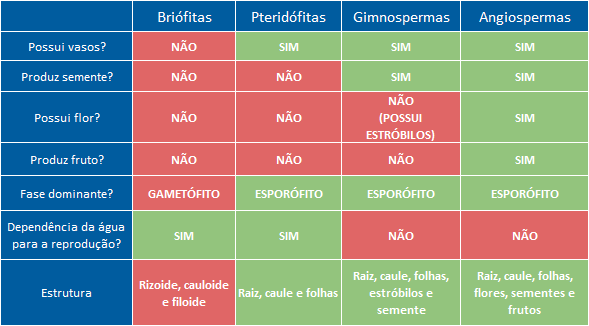 Briófitas Pteridófitas Gimnospermas Angiospermas
Possui vasos? NÃO SIM SIM SIM
Produz semente? NÃO NÃO SIM SIM
Possui flor? NÃO NÃO NÃO (POSSUI ESTRÓBILOS) SIM
Produz fruto? NÃO NÃO NÃO SIM
Fase dominante? GAMETÓFITO ESPORÓFITO ESPORÓFITO ESPORÓFITO
Dependência da água para a reprodução? SIM SIM NÃO NÃO
Estrutura Rizoide, cauloide e filoide Raiz, caule e folhas Raiz, caule, folhas, estróbilos e semente Raiz, caule, folhas, flores, sementes e frutos